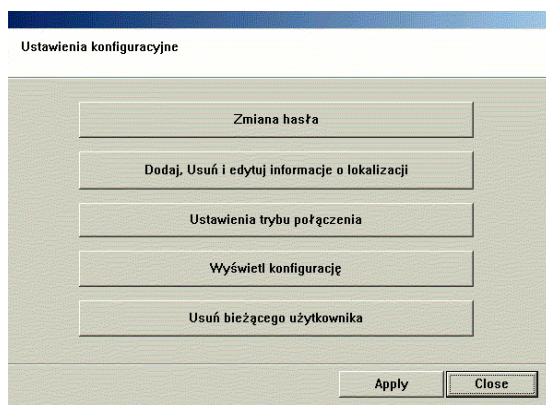 Ustawienia konfiguracyjne
Zmiana hasła
Dodaj, Usuń i edytuj informacje o lokalizacji
Ustawienia trybu połączenia
Wyświetl konfigurację
Usuń bieżącego użytkownika
Apply
Close